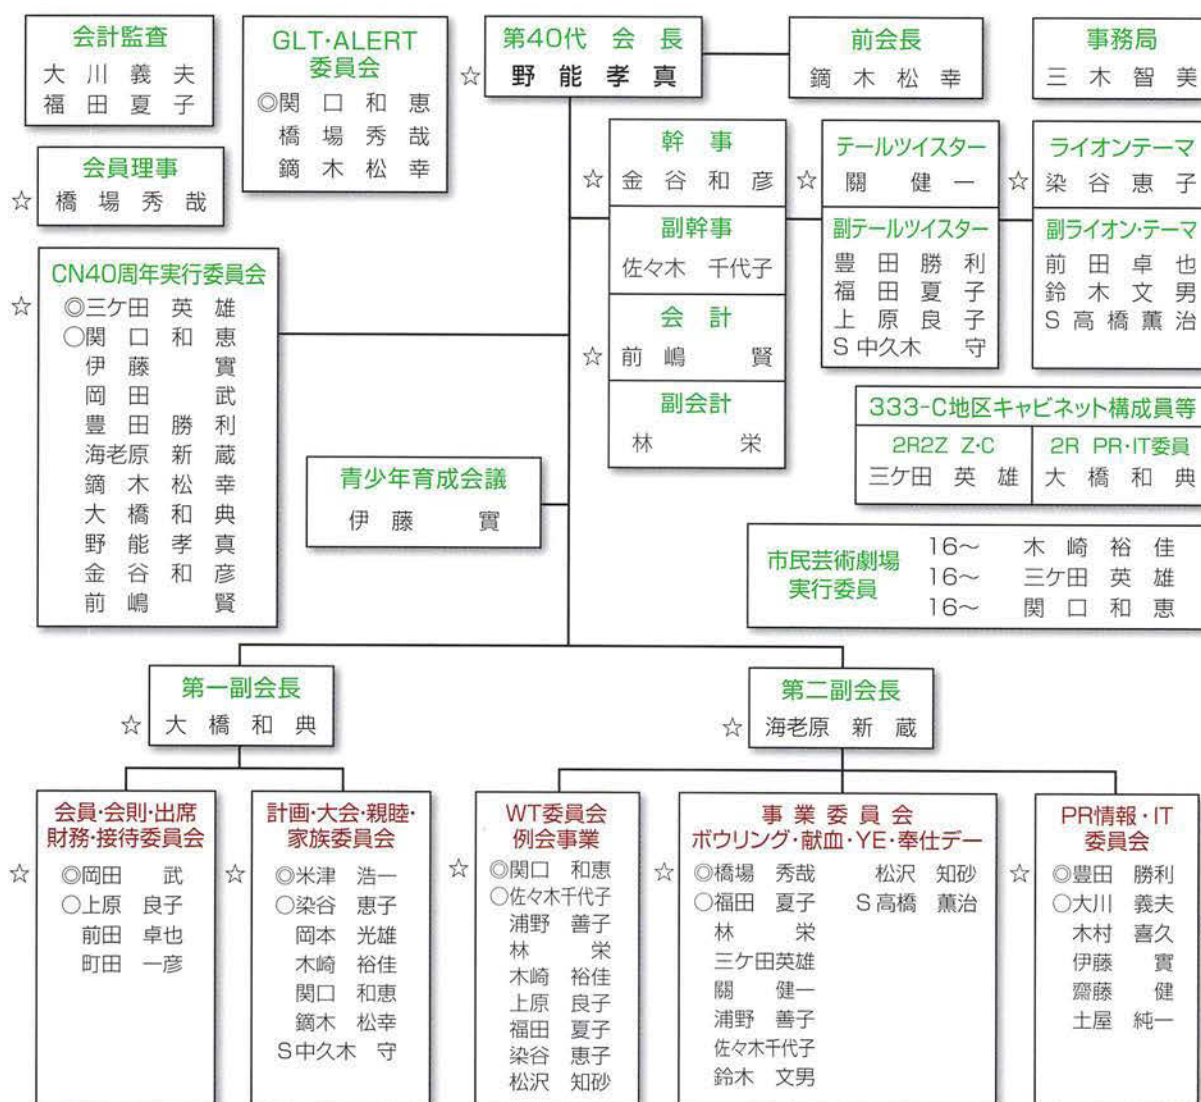 会計監査
大川義夫
福田夏子
GLT・ALERT
委員会
◎関口和恵
橋場秀哉
鏑木松幸
☆
第40代 会長
野能孝真
前会長
鏑木松幸
事務局
三木智美
☆
会員理事
橋場秀哉
☆
幹事
金谷和彦
副幹事
佐々木 千代子
☆
会計
前嶋 賢
副会計
林 栄
☆
テールツイスター
關 健一
副テールツイスター
豊田勝利
福田夏子
上原良子
S 中久木 守
☆
ライオンテーマ
染谷恵子
副ライオン・テーマ
前田卓也
鈴木文男
S 高橋薫治
☆
CN40周年実行委員会
◎三ケ田 英雄
○関口和恵
伊藤 實
岡田 武
豊田勝利
海老原 新蔵
鏑木松幸
大橋和典
野能孝真
金谷和彦
前嶋 賢
青少年育成会議
伊藤 實
333-C地区キャビネット構成員等
2R2Z Z・C
三ケ田 英雄
2R PR・IT委員
大橋和典
市民芸術劇場
実行委員
16～ 木崎裕佳
16～ 三ケ田 英雄
16～ 関口和恵
☆
第一副会長
大橋和典
☆
第二副会長
海老原 新蔵
☆
会員・会則・出席
財務・接待委員会
◎岡田 武
○上原 良子
前田 卓也
町田 一彦
☆
計画・大会・親睦・
家族委員会
◎米津 浩一
○染谷 恵子
岡本 光雄
木崎 裕佳
関口 和恵
鏑木 松幸
S中久木 守
☆
WT委員会
例会事業
◎関口 和恵
○佐々木千代子
浦野 善子
林 栄
木崎 裕佳
上原 良子
福田 夏子
染谷 恵子
松沢 知砂
☆
事業委員会
ボウリング・献血・YE・奉仕デー
◎橋場 秀哉 松沢 知砂
○福田 夏子 S 高橋 薫治
林 栄
三ケ田英雄
關 健一
浦野 善子
佐々木千代子
鈴木 文男
☆
PR情報・IT
委員会
◎豊田 勝利
○大川 義夫
木村 喜久
伊藤 實
齋藤 健
土屋 純一